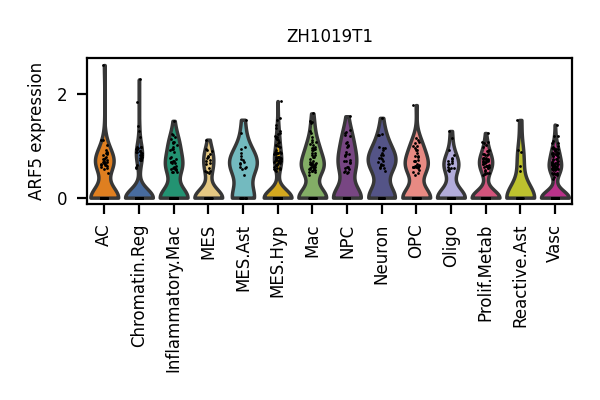 ZH1019T1
ARF5 expression
2
0
AC
Chromatin.Reg
Inflammatory.Mac
MES
MES.Ast
MES.Hyp
Mac
NPC
Neuron
OPC
Oligo
Prolif.Metab
Reactive.Ast
Vasc